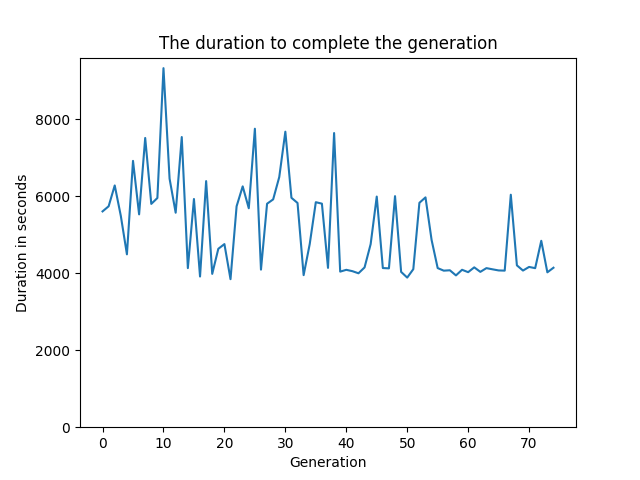 The duration to complete the generation
Duration in seconds
8000
6000
4000
2000
0
0 10 20 30 40 50 60 70
Generation